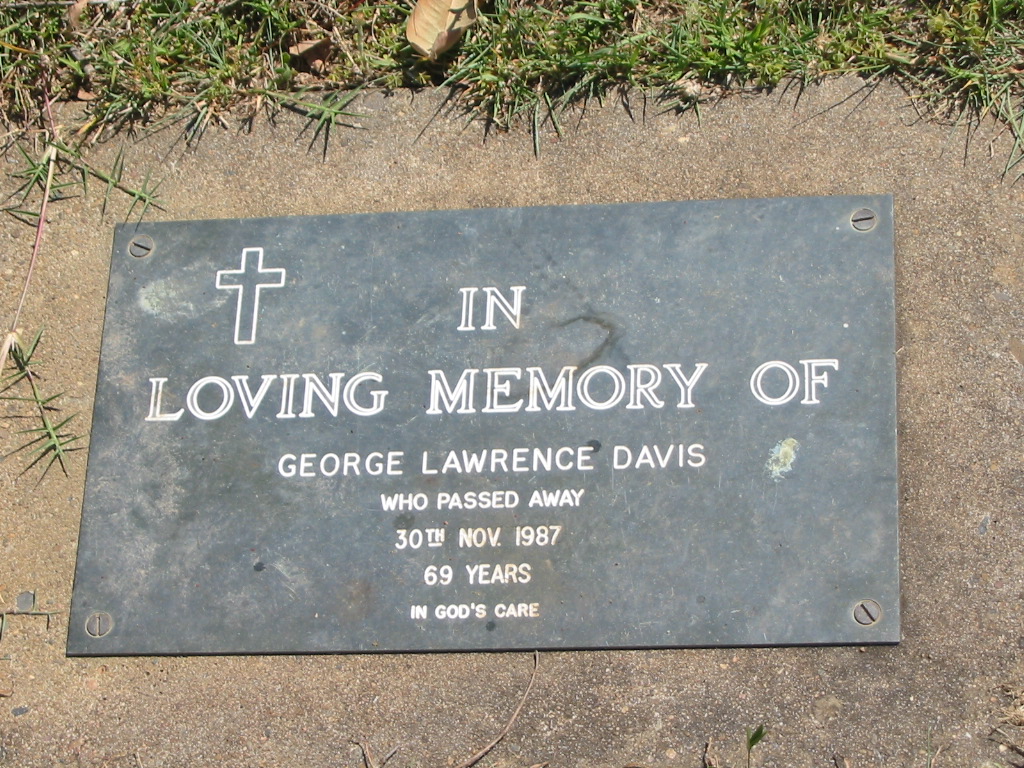 IN
LOVING MEMORY OF
GEORGE LAWRENCE DAVIS
WHO PASSED AWAY
30TH NOV. 1987
69 YEARS
IN GOD'S CARE